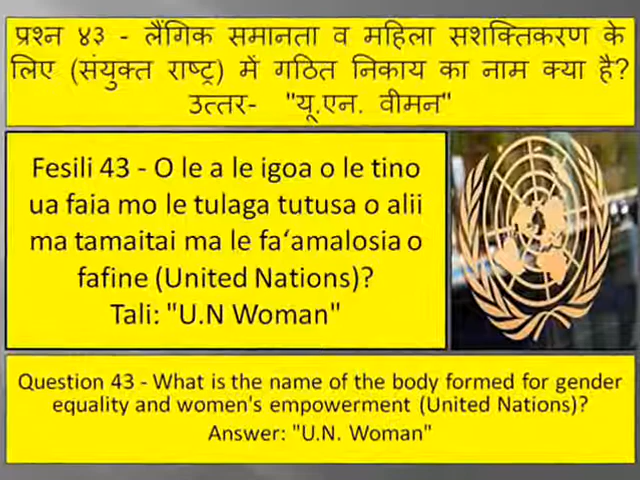 प्रश्न ४३ - लैंगिक समानता व महिला सशक्तिकरण के
लिए (संयुक्त राष्ट्र) में गठित निकाय का नाम क्या है?
उत्तर- "यू.एन. वीमन"
Fesili 43 - O le a le igoa o le tino
ua faia mo le tulaga tutusa o alii
ma tamaitai ma le fa‘amalosia o
fafine (United Nations)?
Tali: "U.N Woman"
Question 43 - What is the name of the body formed for gender
equality and women's empowerment (United Nations)?
Answer: "U.N. Woman"